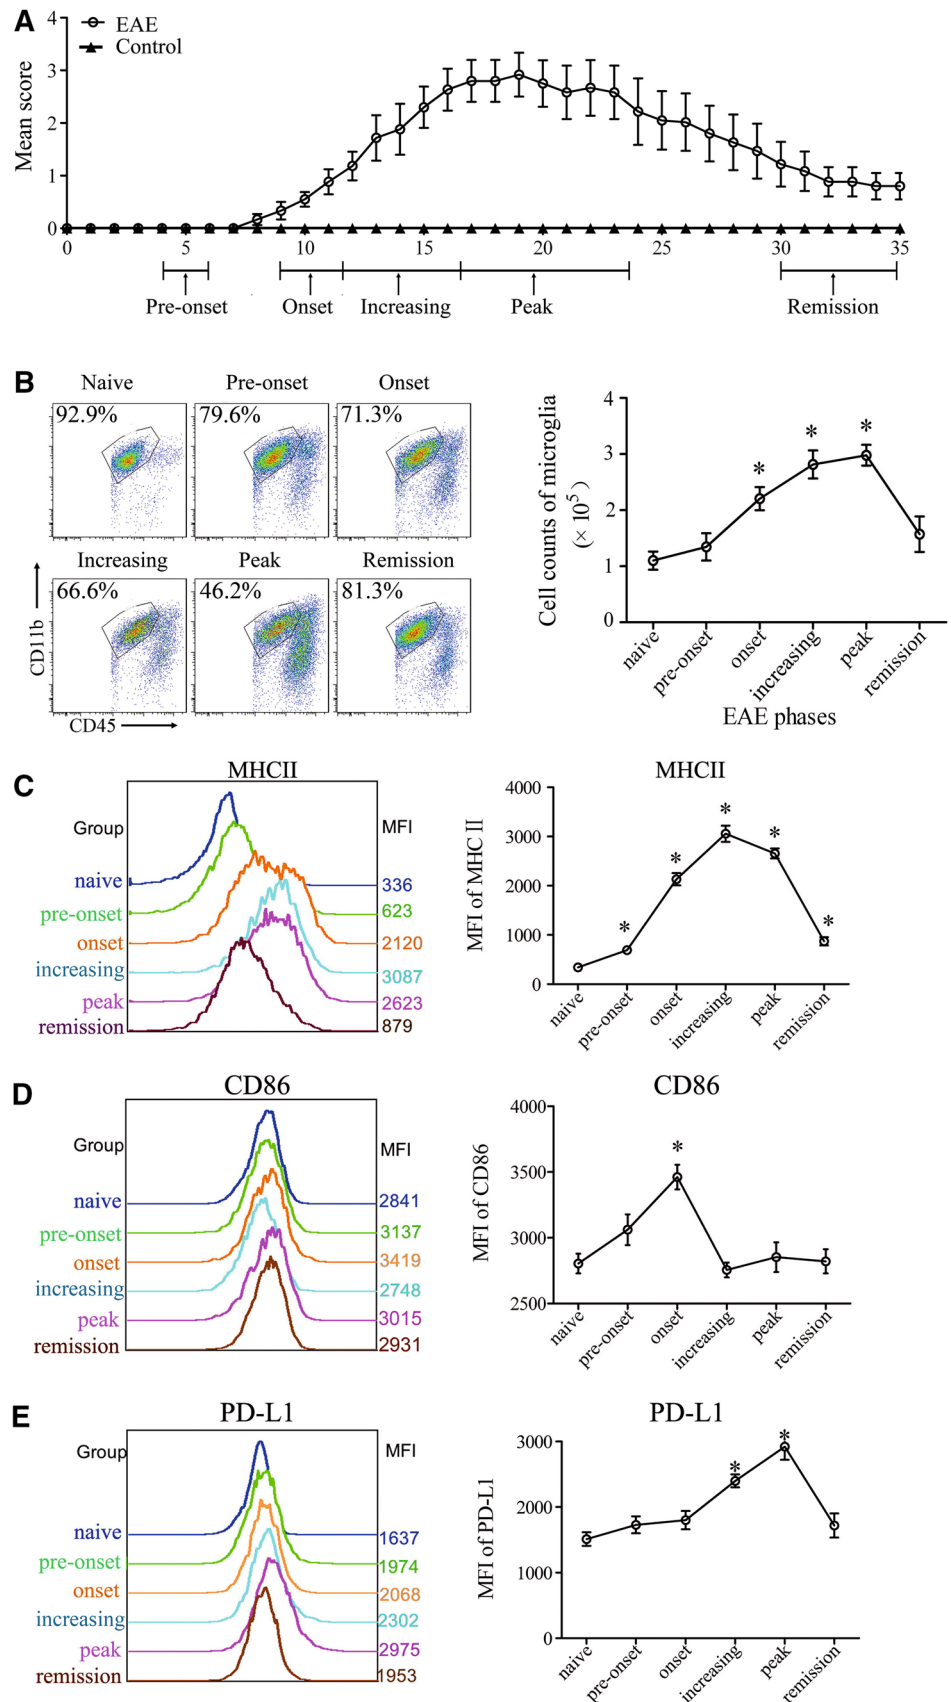 A
4
EAE
Control
3
2
1
0
Mean score
0 5 10 15 20 25 30 35
Pre-onset Onset Increasing Peak Remission
B
Naive Pre-onset Onset
92.9% 79.6% 71.3%
Increasing Peak Remission
66.6% 46.2% 81.3%
CD11b
CD45
Cell counts of microglia
(× 10⁵)
4
3
2
1
0
* * *
naive pre-onset onset increasing peak remission
EAE phases
C
MHCII
Group MFI
naive 336
pre-onset 623
onset 2120
increasing 3087
peak 2623
remission 879
MHCII
MFI of MHC II
4000
3000
2000
1000
0
* * * * *
naive pre-onset onset increasing peak remission
D
CD86
Group MFI
naive 2841
pre-onset 3137
onset 3419
increasing 2748
peak 3015
remission 2931
CD86
MFI of CD86
4000
3500
3000
2500
*
naive pre-onset onset increasing peak remission
E
PD-L1
Group MFI
naive 1637
pre-onset 1974
onset 2068
increasing 2302
peak 2975
remission 1953
PD-L1
MFI of PD-L1
3000
2000
1000
0
* *
naive pre-onset onset increasing peak remission